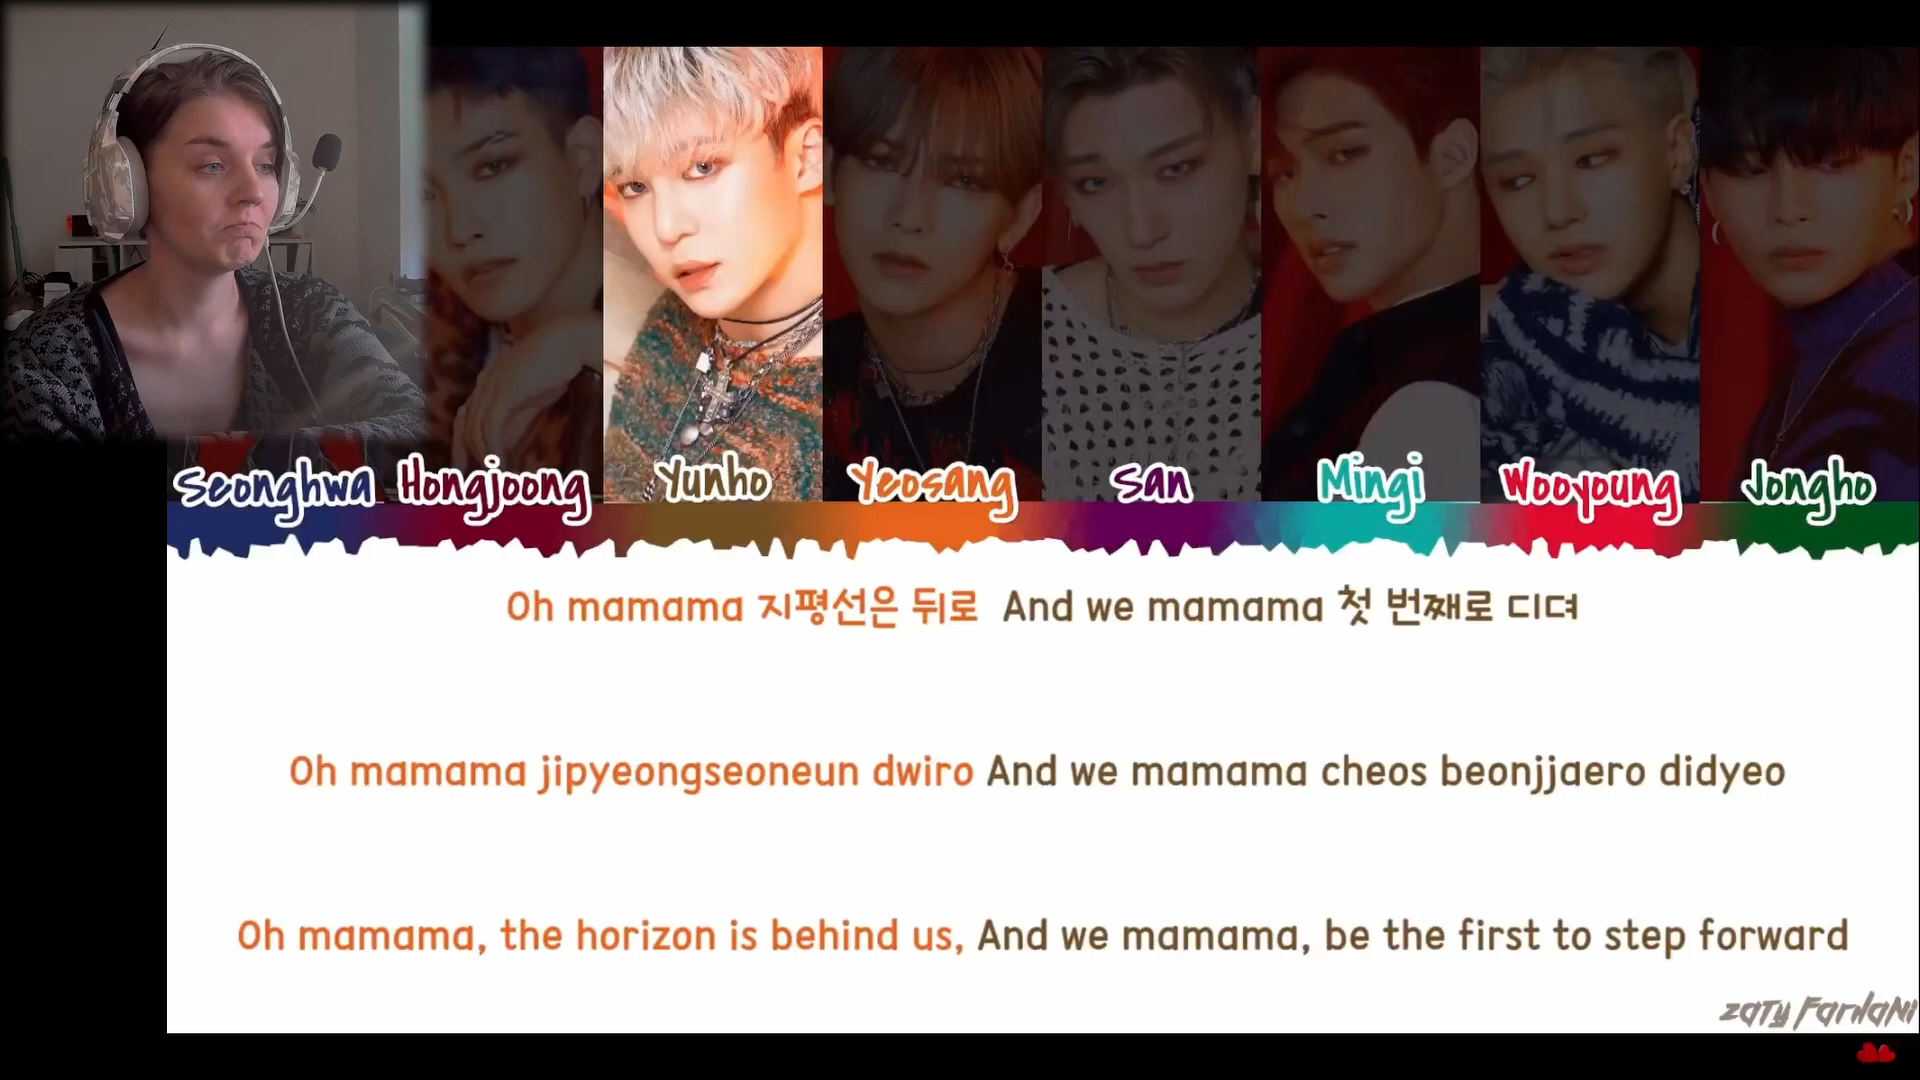 Seonghwa Hongjoong Yunho Yeosang San Mingi Wooyoung Jongho
Oh mamama 지평선은 뒤로 And we mamama 첫 번째로 디뎌
Oh mamama jipyeongseoneun dwiro And we mamama cheos beonjjaero didyeo
Oh mamama, the horizon is behind us, And we mamama, be the first to step forward
Zaty Farhani